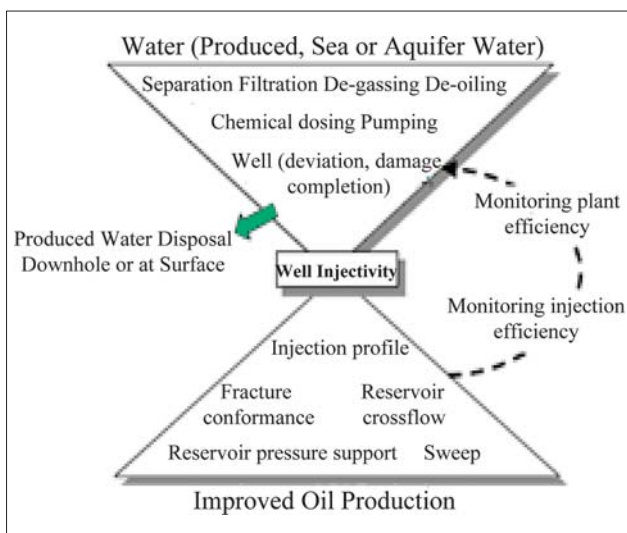 Water (Produced, Sea or Aquifer Water)
Separation Filtration De-gassing De-oiling
Chemical dosing Pumping
Well (deviation, damage
completion)
Monitoring plant
efficiency
Produced Water Disposal
Downhole or at Surface
Well Injectivity
Monitoring injection
efficiency
Injection profile
Fracture
conformance
Reservoir
crossflow
Reservoir pressure support
Sweep
Improved Oil Production